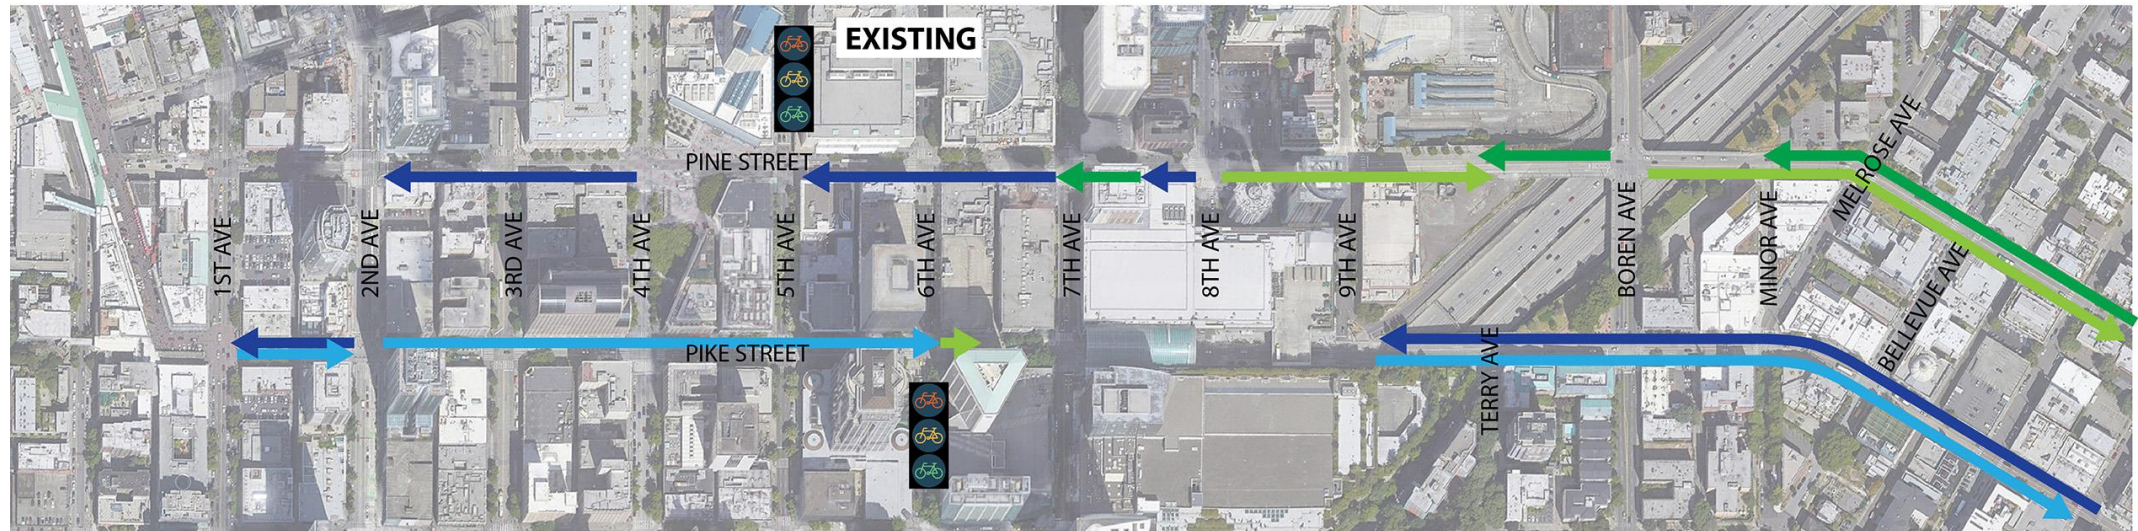 EXISTING
PINE STREET
MELROSE AVE
1ST AVE
2ND AVE
3RD AVE
4TH AVE
5TH AVE
6TH AVE
7TH AVE
8TH AVE
9TH AVE
BOREN AVE
MINOR AVE
BELLEVUE AVE
PIKE STREET
TERRY AVE